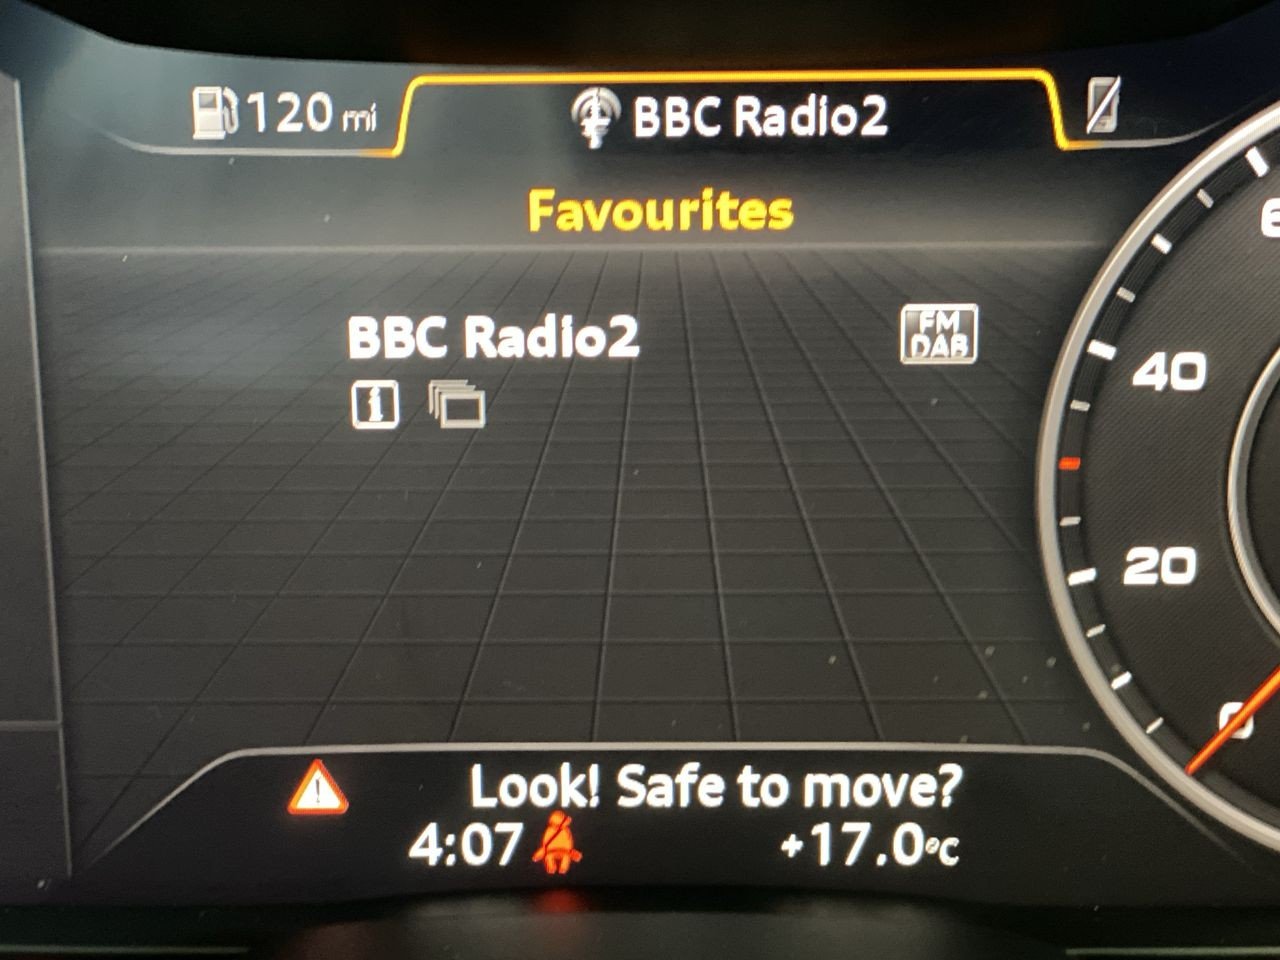 120 mi
BBC Radio2
Favourites
BBC Radio2
FM
DAB
i
40
20
0
Look! Safe to move?
4:07
+17.0°C